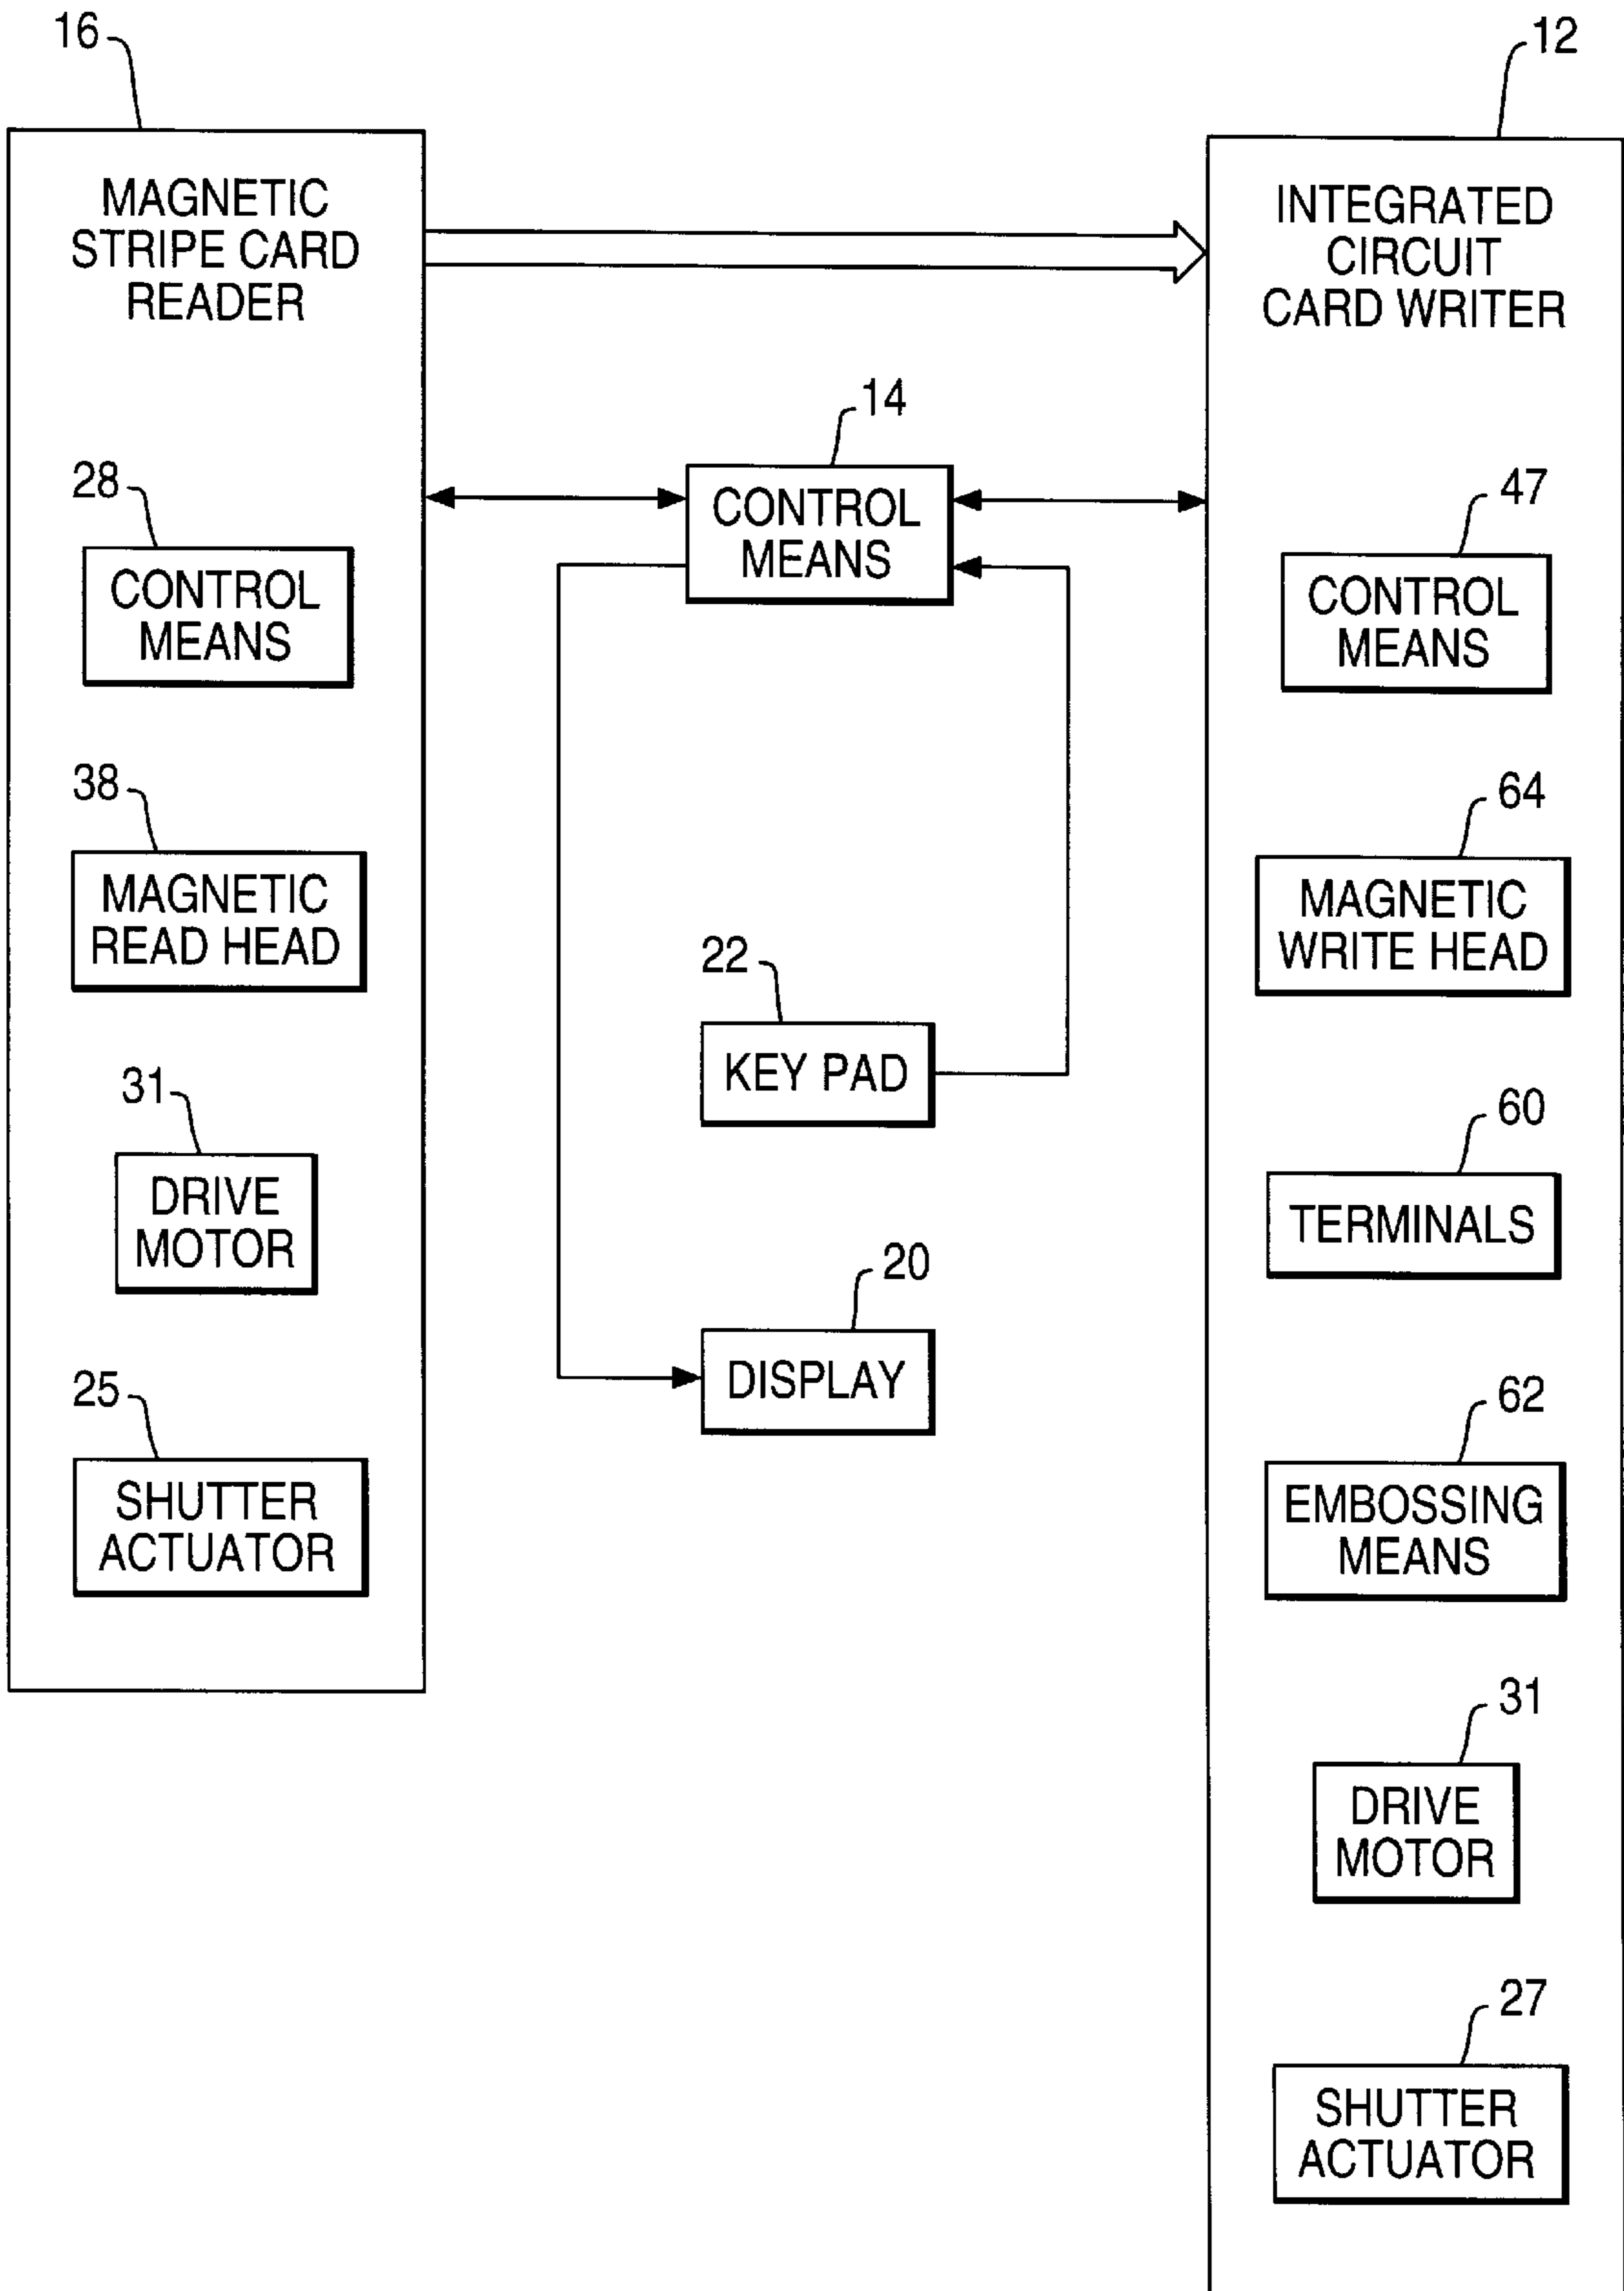 16
MAGNETIC
STRIPE CARD
READER
28
CONTROL
MEANS
38
MAGNETIC
READ HEAD
31
DRIVE
MOTOR
25
SHUTTER
ACTUATOR
14
CONTROL
MEANS
22
KEY PAD
20
DISPLAY
12
INTEGRATED
CIRCUIT
CARD WRITER
47
CONTROL
MEANS
64
MAGNETIC
WRITE HEAD
60
TERMINALS
62
EMBOSSING
MEANS
31
DRIVE
MOTOR
27
SHUTTER
ACTUATOR